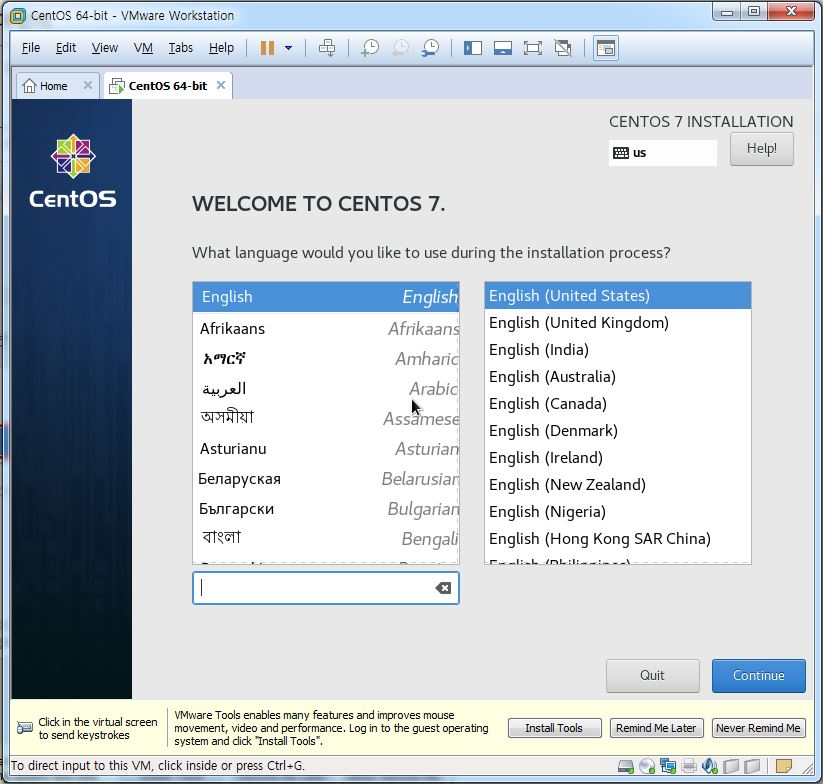 CentOS 64-bit - VMware Workstation
File Edit View VM Tabs Help
Home
CentOS 64-bit
CentOS
CENTOS 7 INSTALLATION
us
Help!
WELCOME TO CENTOS 7.
What language would you like to use during the installation process?
English English
Afrikaans Afrikaans
አማርኛ Amharic
العربية Arabic
অসমীয়া Assamese
Asturianu Asturian
Беларуская Belarusian
Български Bulgarian
বাংলা Bengali
English (United States)
English (United Kingdom)
English (India)
English (Australia)
English (Canada)
English (Denmark)
English (Ireland)
English (New Zealand)
English (Nigeria)
English (Hong Kong SAR China)
English (Philippines)
Quit
Continue
Click in the virtual screen
to send keystrokes
VMware Tools enables many features and improves mouse
movement, video and performance. Log in to the guest operating
system and click "Install Tools".
Install Tools
Remind Me Later
Never Remind Me
To direct input to this VM, click inside or press Ctrl+G.